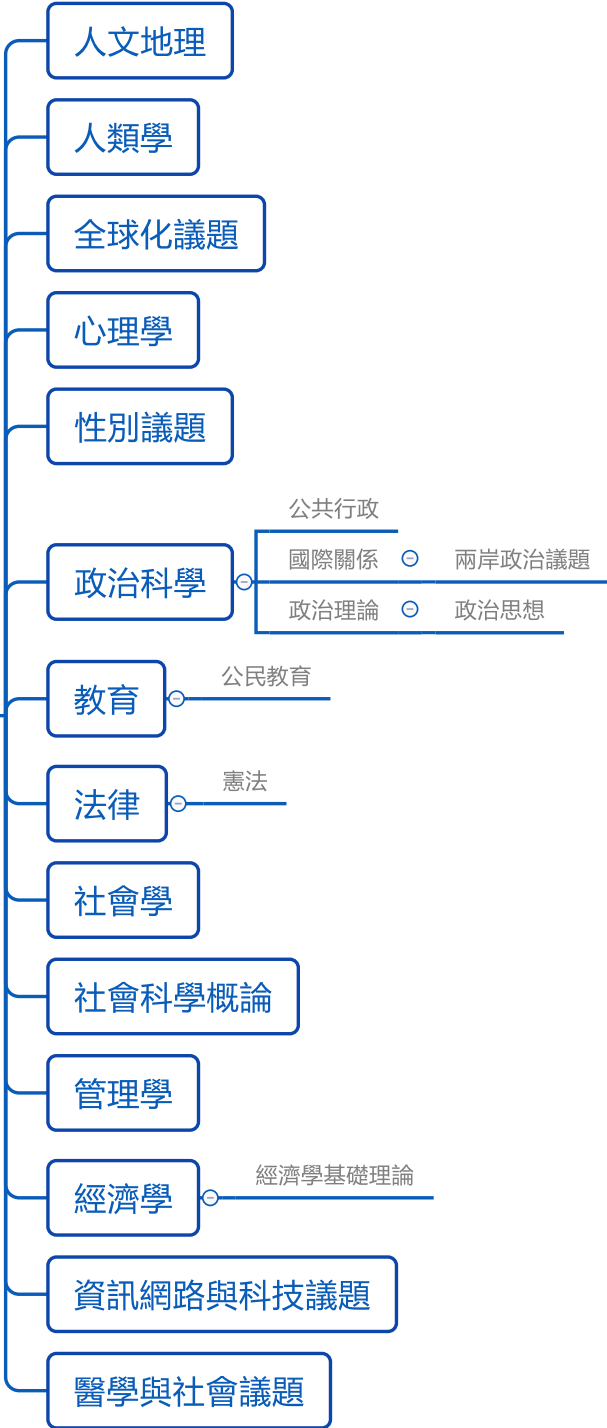 人文地理
人類學
全球化議題
心理學
性別議題
政治科學
公共行政
國際關係
兩岸政治議題
政治理論
政治思想
教育
公民教育
法律
憲法
社會學
社會科學概論
管理學
經濟學
經濟學基礎理論
資訊網路與科技議題
醫學與社會議題